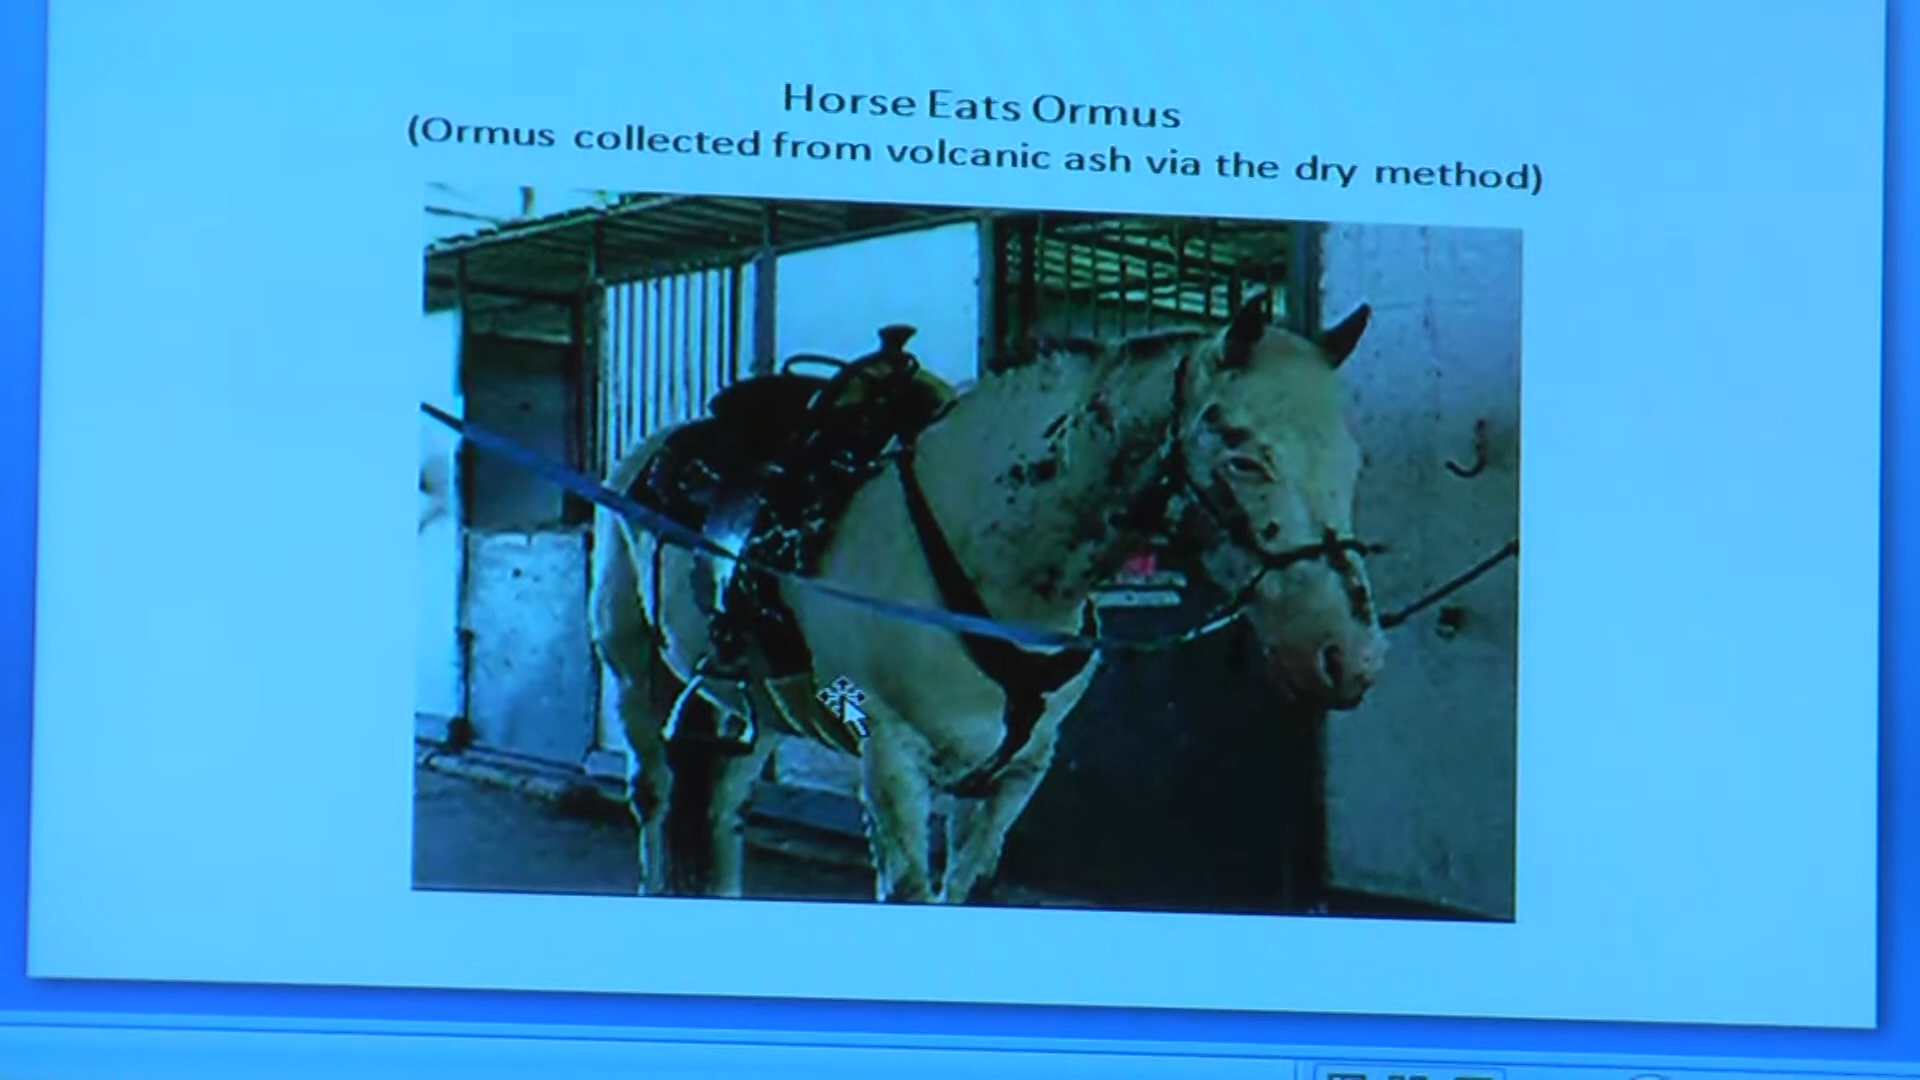 Horse Eats Ormus
(Ormus collected from volcanic ash via the dry method)